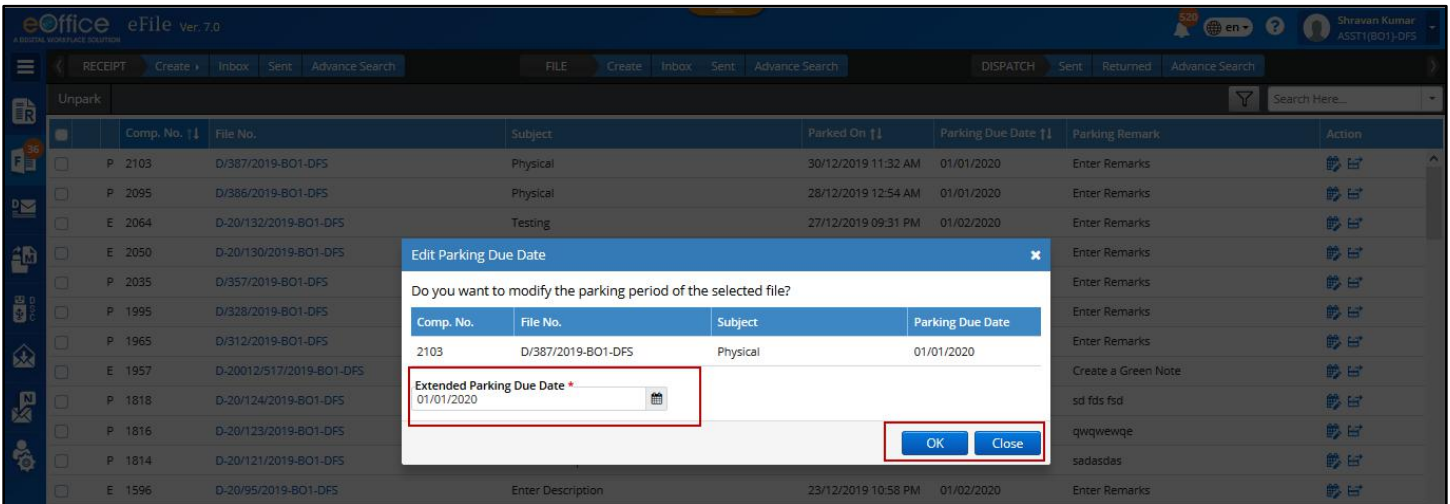 eOffice eFile Ver. 7.0 520 en ? Shravan Kumar
A DIGITAL WORKPLACE SOLUTION ASST1(BO1)-DFS
RECEIPT Create Inbox Sent Advance Search FILE Create Inbox Sent Advance Search DISPATCH Sent Returned Advance Search
Unpark Search Here...
Comp. No. File No. Subject Parked On Parking Due Date Parking Remark Action
36
P 2103 D/387/2019-BO1-DFS Physical 30/12/2019 11:32 AM 01/01/2020 Enter Remarks
P 2095 D/386/2019-BO1-DFS Physical 28/12/2019 12:54 AM 01/01/2020 Enter Remarks
E 2064 D-20/132/2019-BO1-DFS Testing 27/12/2019 09:31 PM 01/02/2020 Enter Remarks
E 2050 D-20/130/2019-BO1-DFS Enter Remarks
P 2035 D/357/2019-BO1-DFS Enter Remarks
P 1995 D/328/2019-BO1-DFS Enter Remarks
P 1965 D/312/2019-BO1-DFS Enter Remarks
E 1957 D-20012/517/2019-BO1-DFS Create a Green Note
P 1818 D-20/124/2019-BO1-DFS sd fds fsd
P 1816 D-20/123/2019-BO1-DFS qwqwewqe
P 1814 D-20/121/2019-BO1-DFS sadasdas
E 1596 D-20/95/2019-BO1-DFS Enter Description 23/12/2019 10:58 PM 01/02/2020 Enter Remarks
Edit Parking Due Date
Do you want to modify the parking period of the selected file?
Comp. No. File No. Subject Parking Due Date
2103 D/387/2019-BO1-DFS Physical 01/01/2020
Extended Parking Due Date *
01/01/2020
OK Close